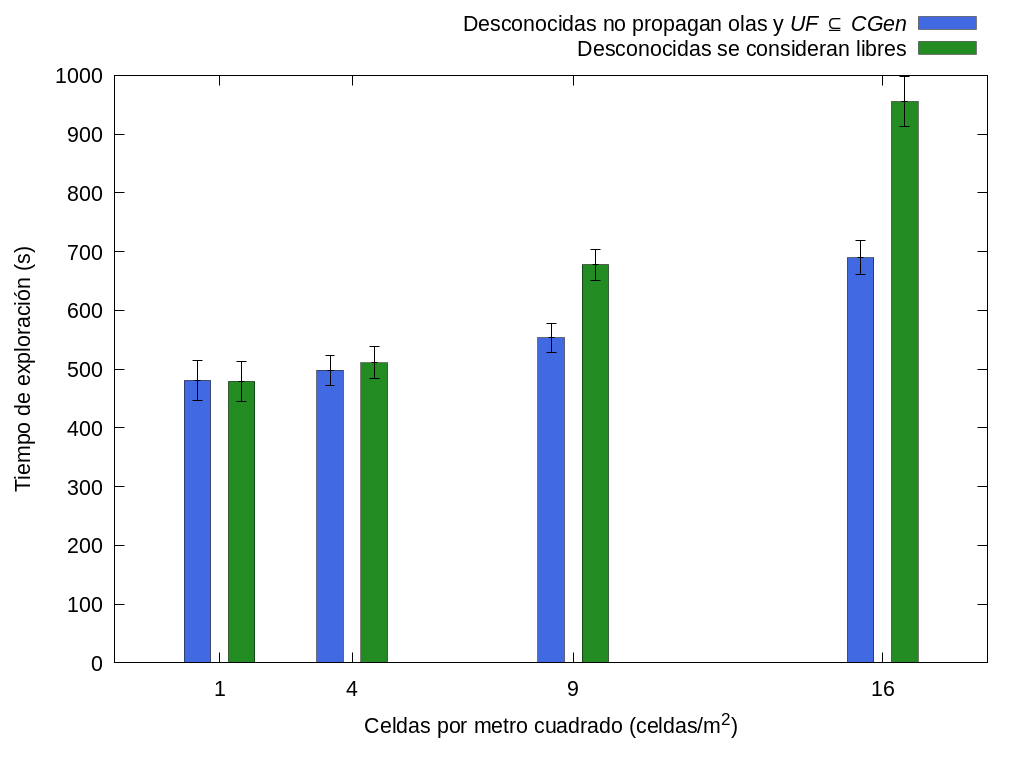 Desconocidas no propagan olas y UF ⊆ CGen
Desconocidas se consideran libres
1000
900
800
700
600
500
400
300
200
100
0
Tiempo de exploración (s)
1 4 9 16
Celdas por metro cuadrado (celdas/m²)